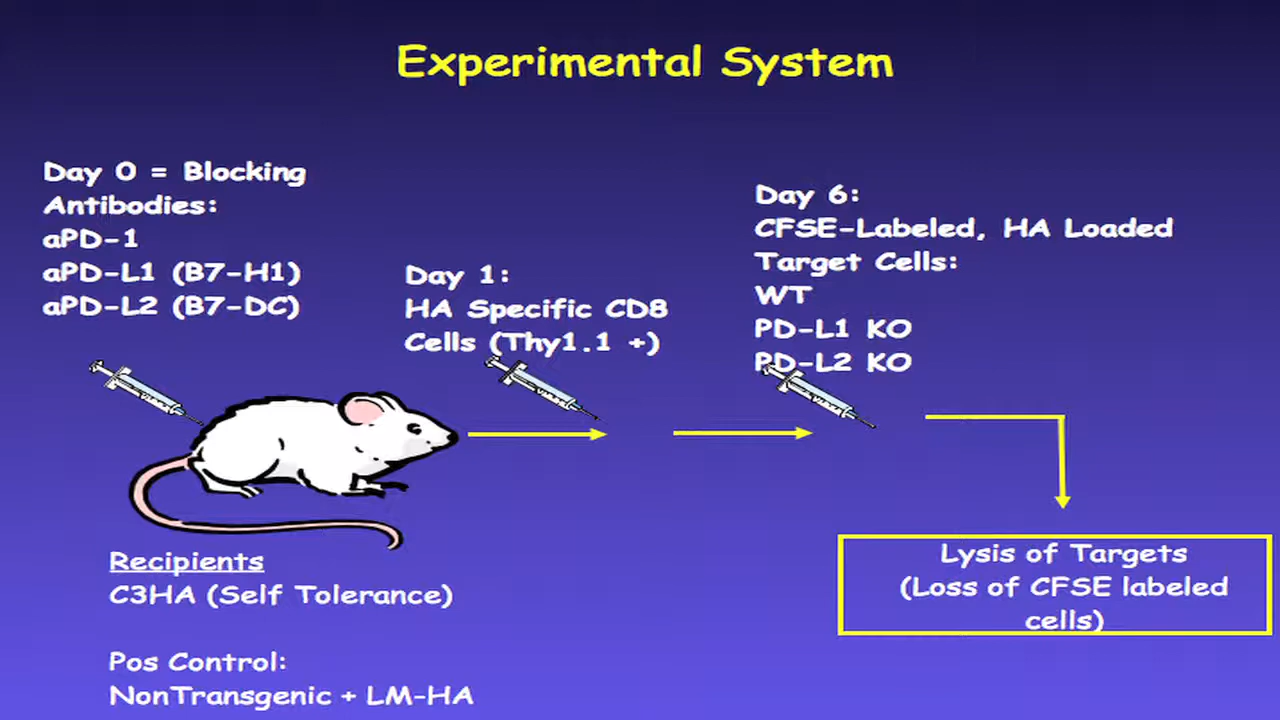 Experimental System
Day 0 = Blocking
Antibodies:
aPD-1
aPD-L1 (B7-H1)
aPD-L2 (B7-DC)
Day 1:
HA Specific CD8
Cells (Thy1.1 +)
Day 6:
CFSE-Labeled, HA Loaded
Target Cells:
WT
PD-L1 KO
PD-L2 KO
Recipients
C3HA (Self Tolerance)
Pos Control:
NonTransgenic + LM-HA
Lysis of Targets
(Loss of CFSE labeled
cells)